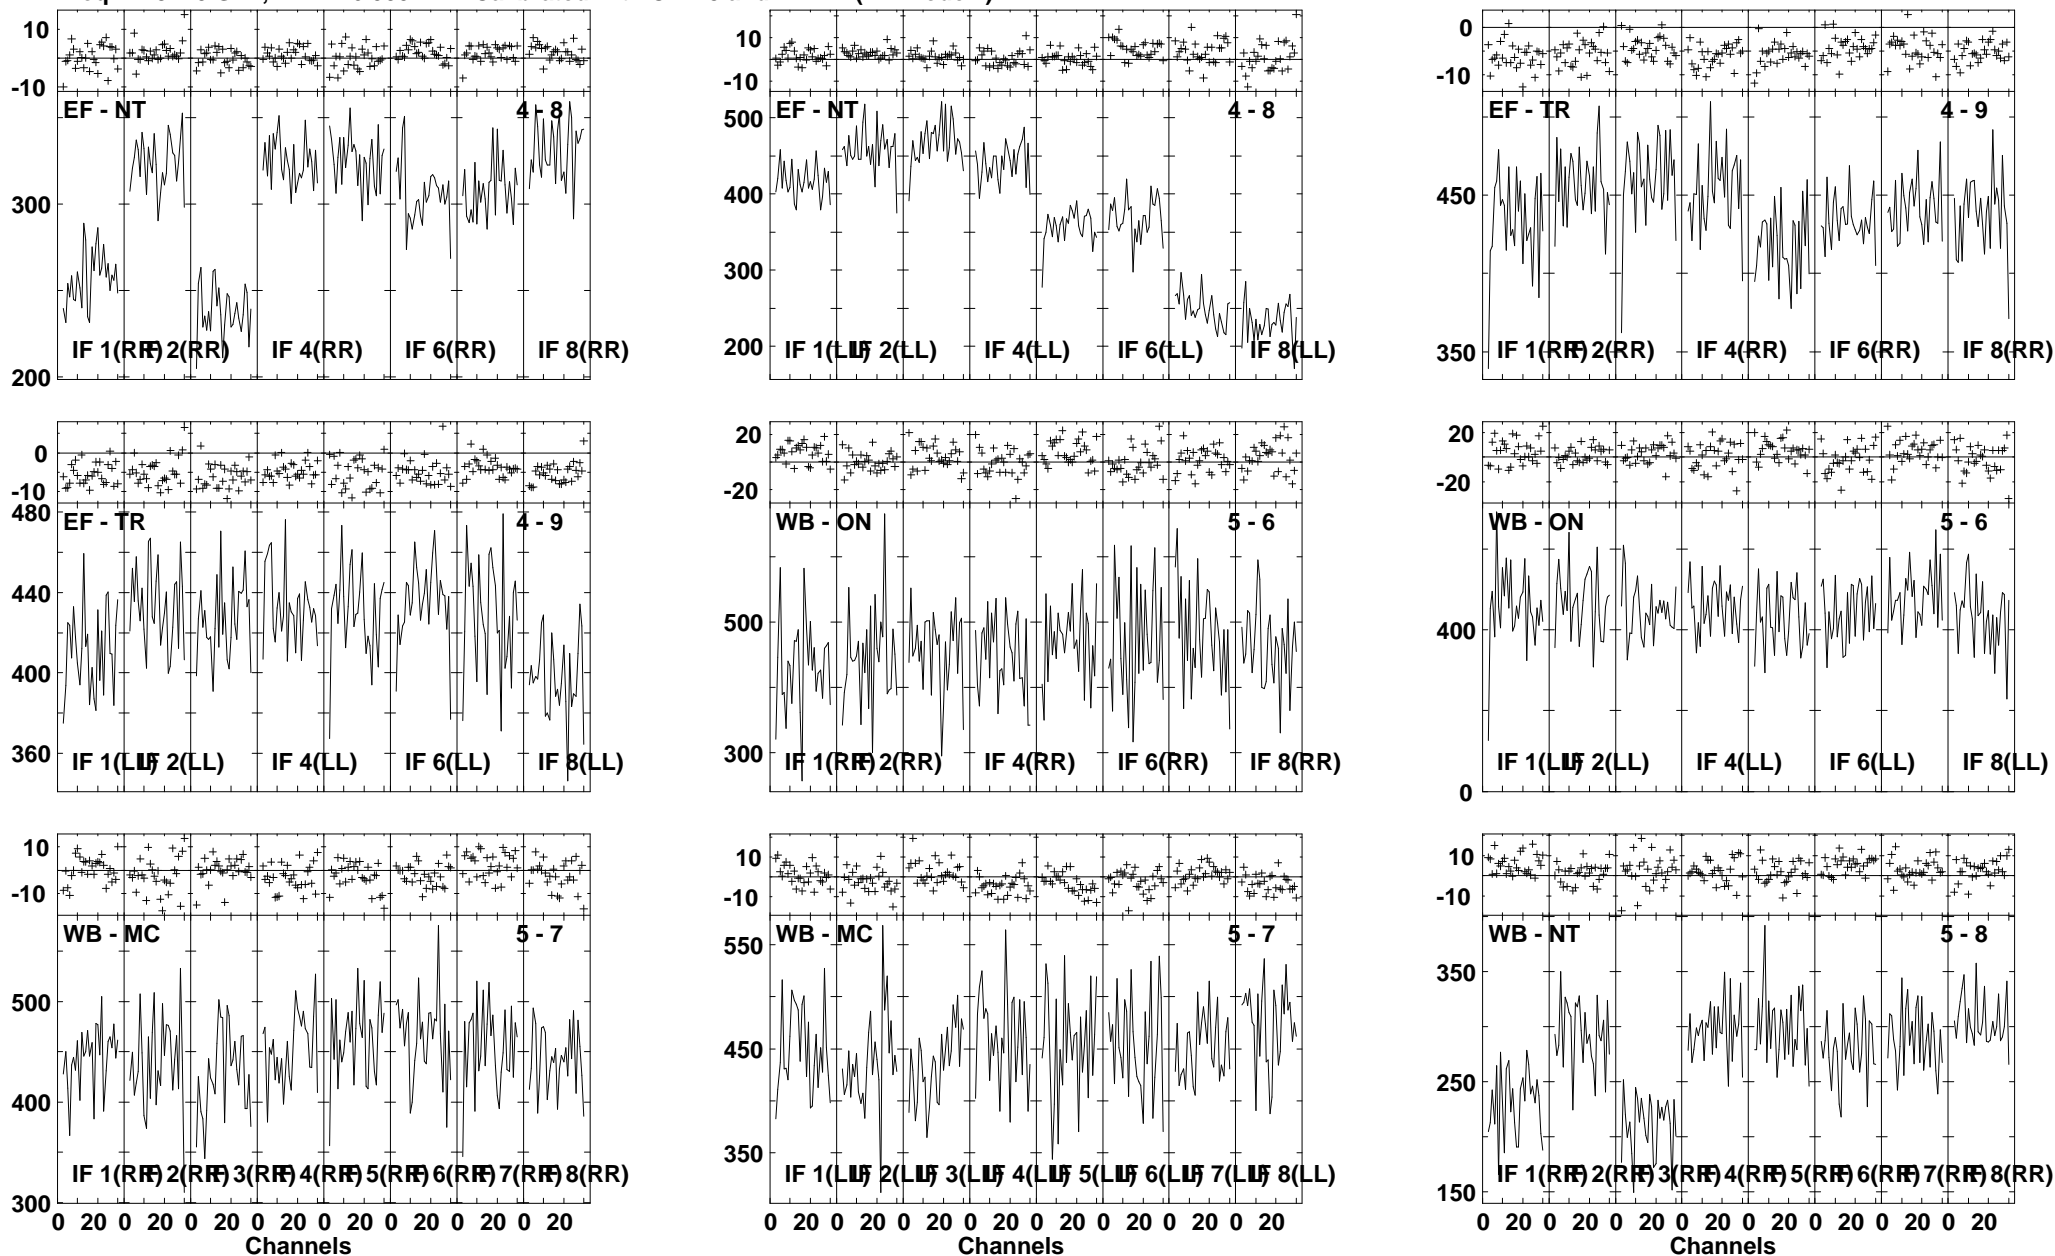 10
0
-10
EF - NT 4 - 8
300
200
IF 1(RR) IF 2(RR) IF 4(RR) IF 6(RR) IF 8(RR)
10
0
-10
EF - NT 4 - 8
500
400
300
200
IF 1(LL) IF 2(LL) IF 4(LL) IF 6(LL) IF 8(LL)
0
-10
EF - TR 4 - 9
450
350
IF 1(RR) IF 2(RR) IF 4(RR) IF 6(RR) IF 8(RR)
0
-10
480
EF - TR 4 - 9
440
400
360
IF 1(LL) IF 2(LL) IF 4(LL) IF 6(LL) IF 8(LL)
20
0
-20
WB - ON 5 - 6
500
300
IF 1(RR) IF 2(RR) IF 4(RR) IF 6(RR) IF 8(RR)
20
0
-20
WB - ON 5 - 6
400
0
IF 1(LL) IF 2(LL) IF 4(LL) IF 6(LL) IF 8(LL)
10
0
-10
WB - MC 5 - 7
500
400
300
IF 1(RR) IF 2(RR) IF 3(RR) IF 4(RR) IF 5(RR) IF 6(RR) IF 7(RR) IF 8(RR)
0 20 0 20 0 20 0 20 0 20 0 20 0 20 0 20
Channels
10
0
-10
WB - MC 5 - 7
550
450
350
IF 1(LL) IF 2(LL) IF 3(LL) IF 4(LL) IF 5(LL) IF 6(LL) IF 7(LL) IF 8(LL)
0 20 0 20 0 20 0 20 0 20 0 20 0 20 0 20
Channels
10
0
-10
WB - NT 5 - 8
350
250
150
IF 1(RR) IF 2(RR) IF 3(RR) IF 4(RR) IF 5(RR) IF 6(RR) IF 7(RR) IF 8(RR)
0 20 0 20 0 20 0 20 0 20 0 20 0 20 0 20
Channels